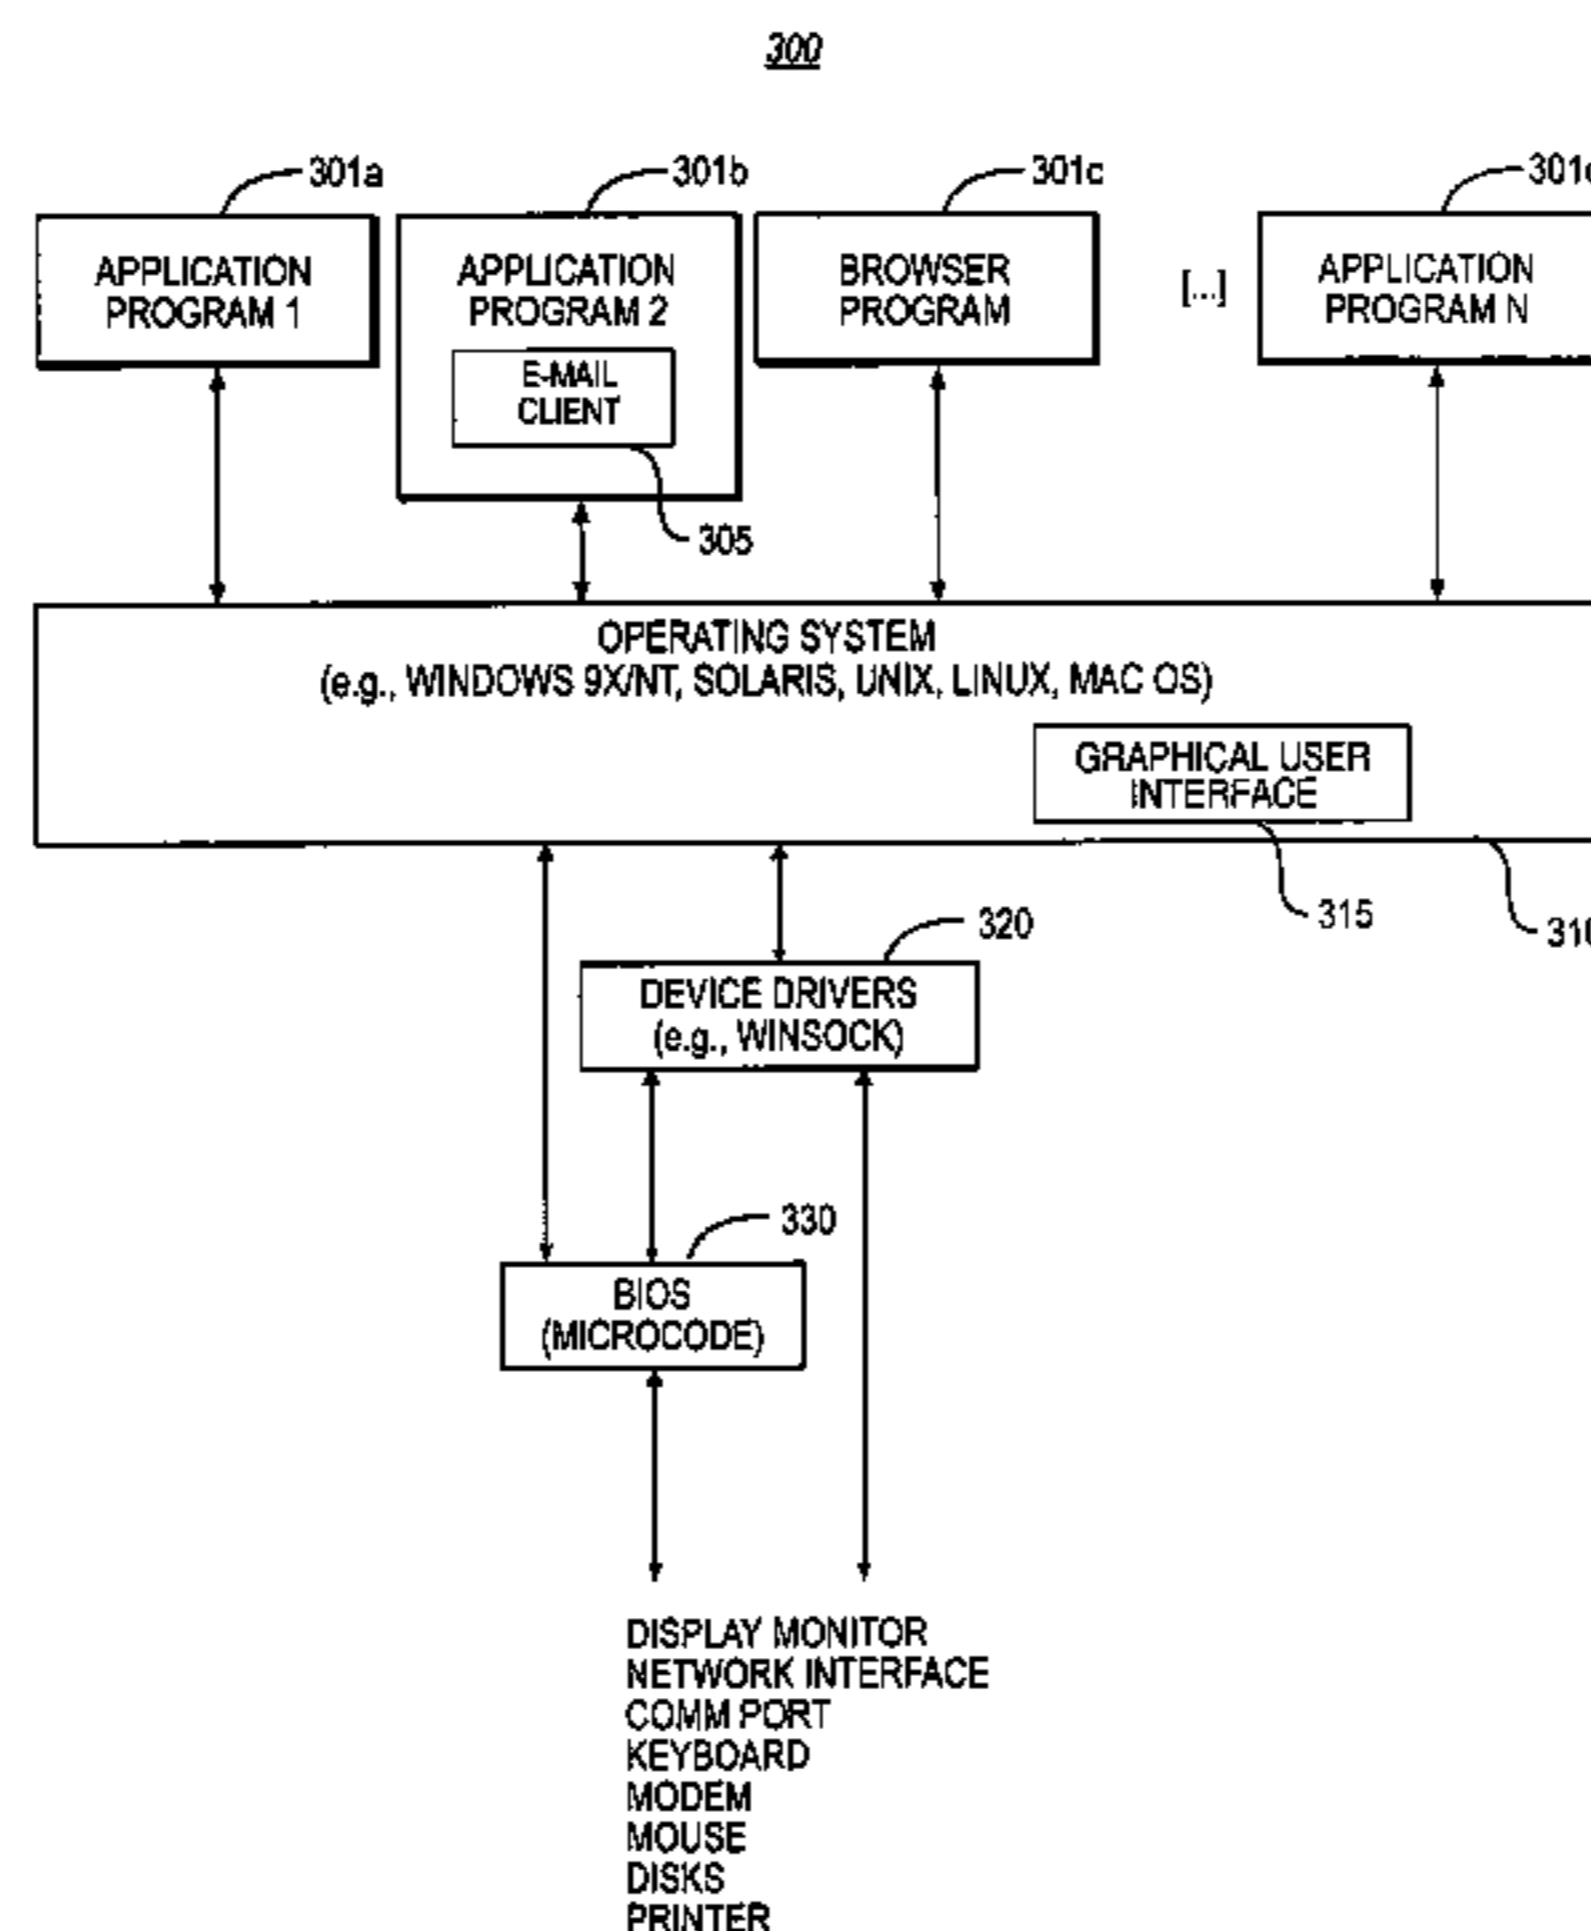 300
301a
301b
301c
APPLICATION
PROGRAM 1
APPLICATION
PROGRAM 2
E-MAIL
CLIENT
BROWSER
PROGRAM
[...]
APPLICATION
PROGRAM N
305
OPERATING SYSTEM
(e.g., WINDOWS 9X/NT, SOLARIS, UNIX, LINUX, MAC OS)
GRAPHICAL USER
INTERFACE
315
320
DEVICE DRIVERS
(e.g., WINSOCK)
330
BIOS
(MICROCODE)
DISPLAY MONITOR
NETWORK INTERFACE
COMM PORT
KEYBOARD
MODEM
MOUSE
DISKS
PRINTER